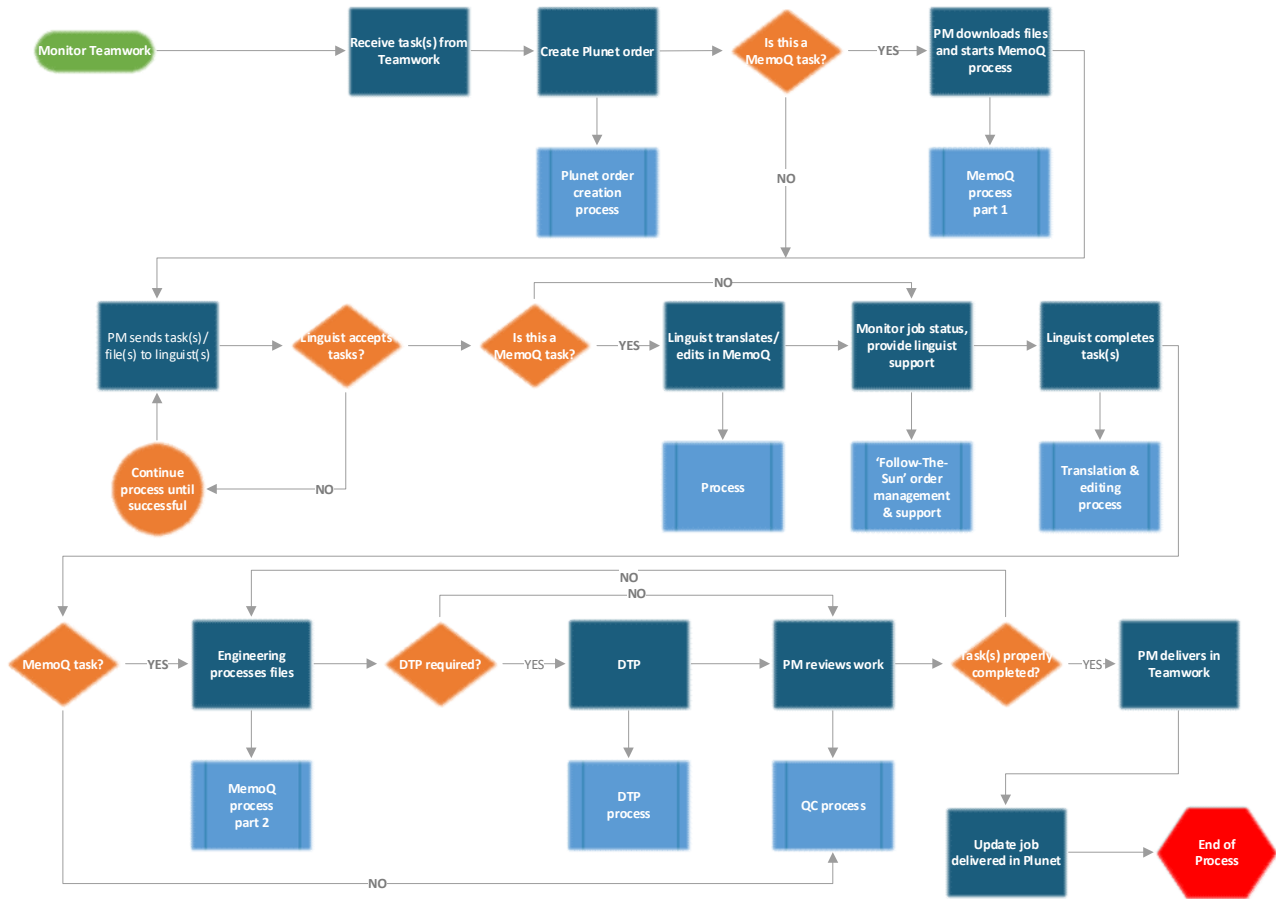 Monitor Teamwork
Receive task(s) from
Teamwork
Create Plunet order
Is this a
MemoQ task?
YES
PM downloads files
and starts MemoQ
process
Plunet order
creation
process
NO
MemoQ
process
part 1
NO
PM sends task(s)/
file(s) to linguist(s)
Linguist accepts
tasks?
Is this a
MemoQ task?
YES
Linguist translates/
edits in MemoQ
Monitor job status,
provide linguist
support
Linguist completes
task(s)
Continue
process until
successful
NO
Process
‘Follow-The-
Sun’ order
management
& support
Translation &
editing
process
NO
NO
MemoQ task?
YES
Engineering
processes files
DTP required?
YES
DTP
PM reviews work
Task(s) properly
completed?
YES
PM delivers in
Teamwork
MemoQ
process
part 2
DTP
process
QC process
Update job
delivered in Plunet
End of
Process
NO